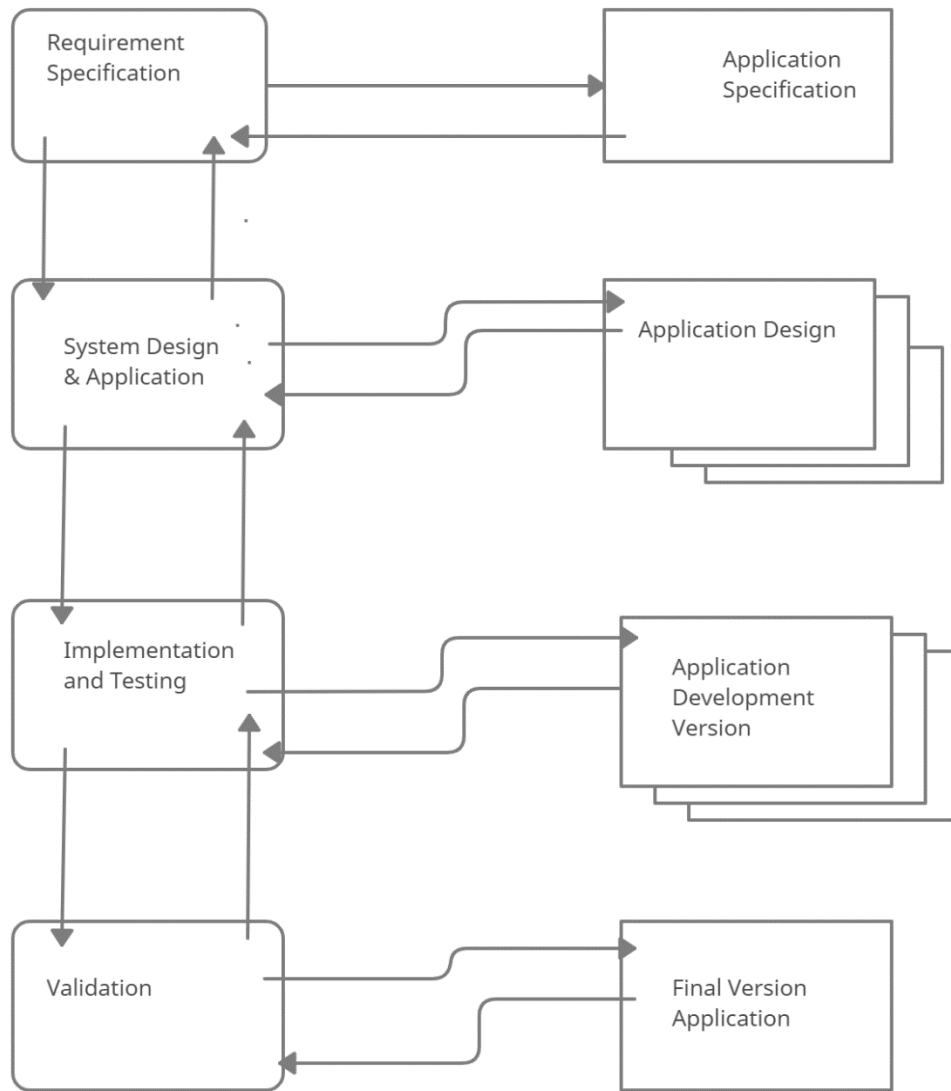 Requirement
Specification
Application
Specification
System Design
& Application
Application Design
Implementation
and Testing
Application
Development
Version
Validation
Final Version
Application